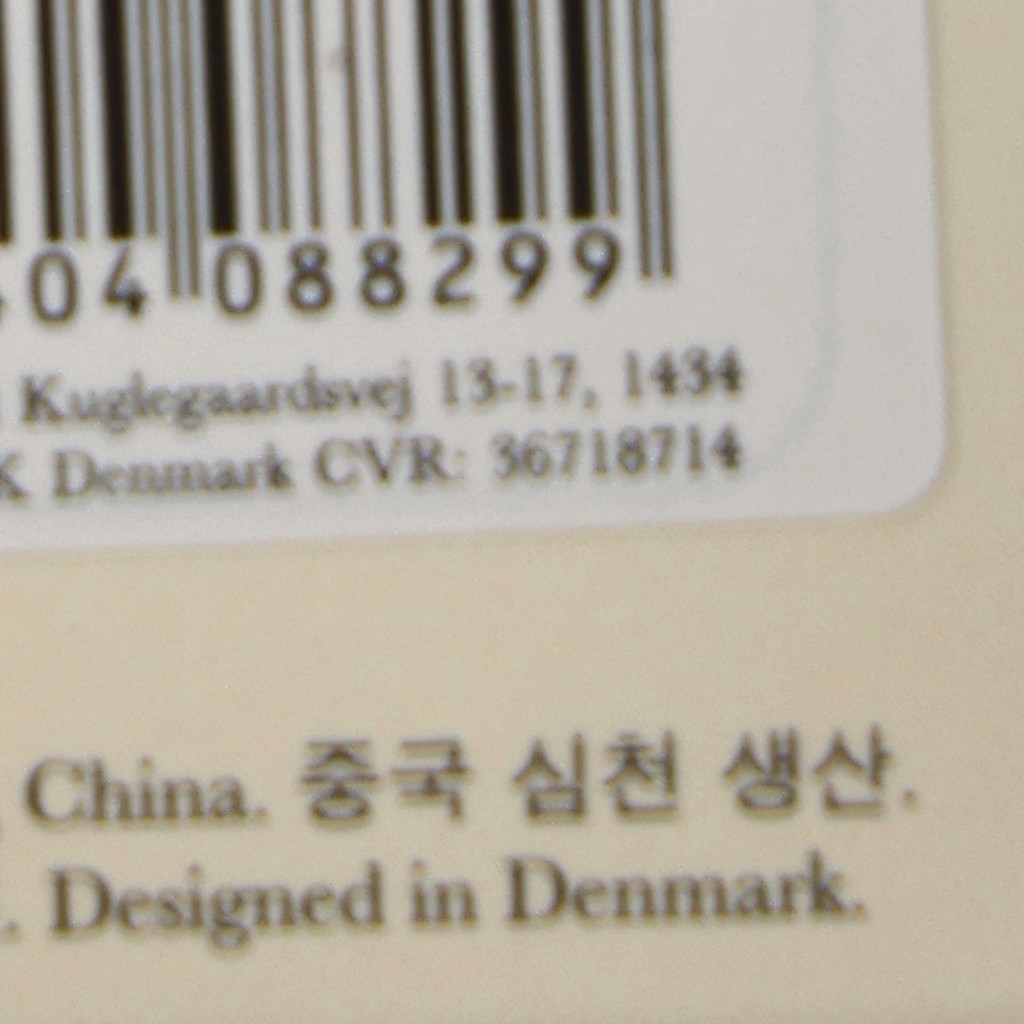 04 088299
Kuglegaardsvej 13-17, 1434
K Denmark CVR: 36718714
China. 중국 심천 생산.
. Designed in Denmark.